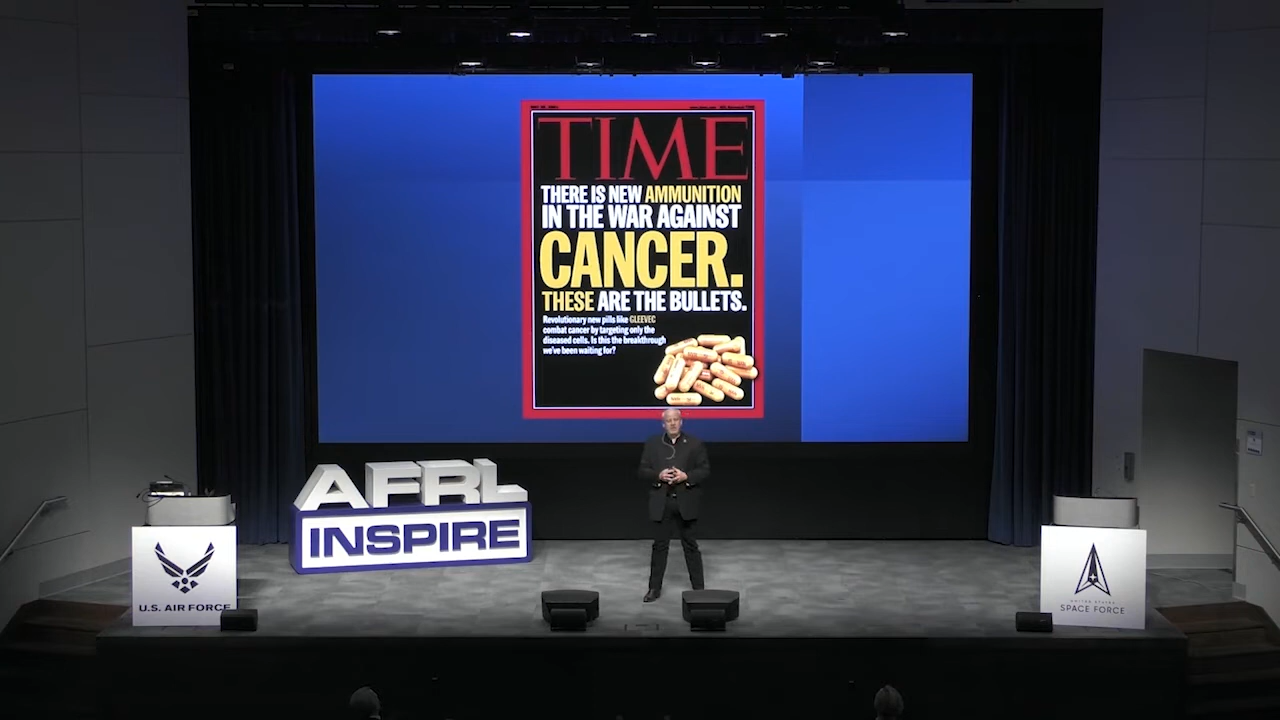 TIME
THERE IS NEW AMMUNITION
IN THE WAR AGAINST
CANCER.
THESE ARE THE BULLETS.
Revolutionary new pills like GLEEVEC
combat cancer by targeting only the
diseased cells. Is this the breakthrough
we've been waiting for?
AFRL
INSPIRE
U.S. AIR FORCE
UNITED STATES
SPACE FORCE